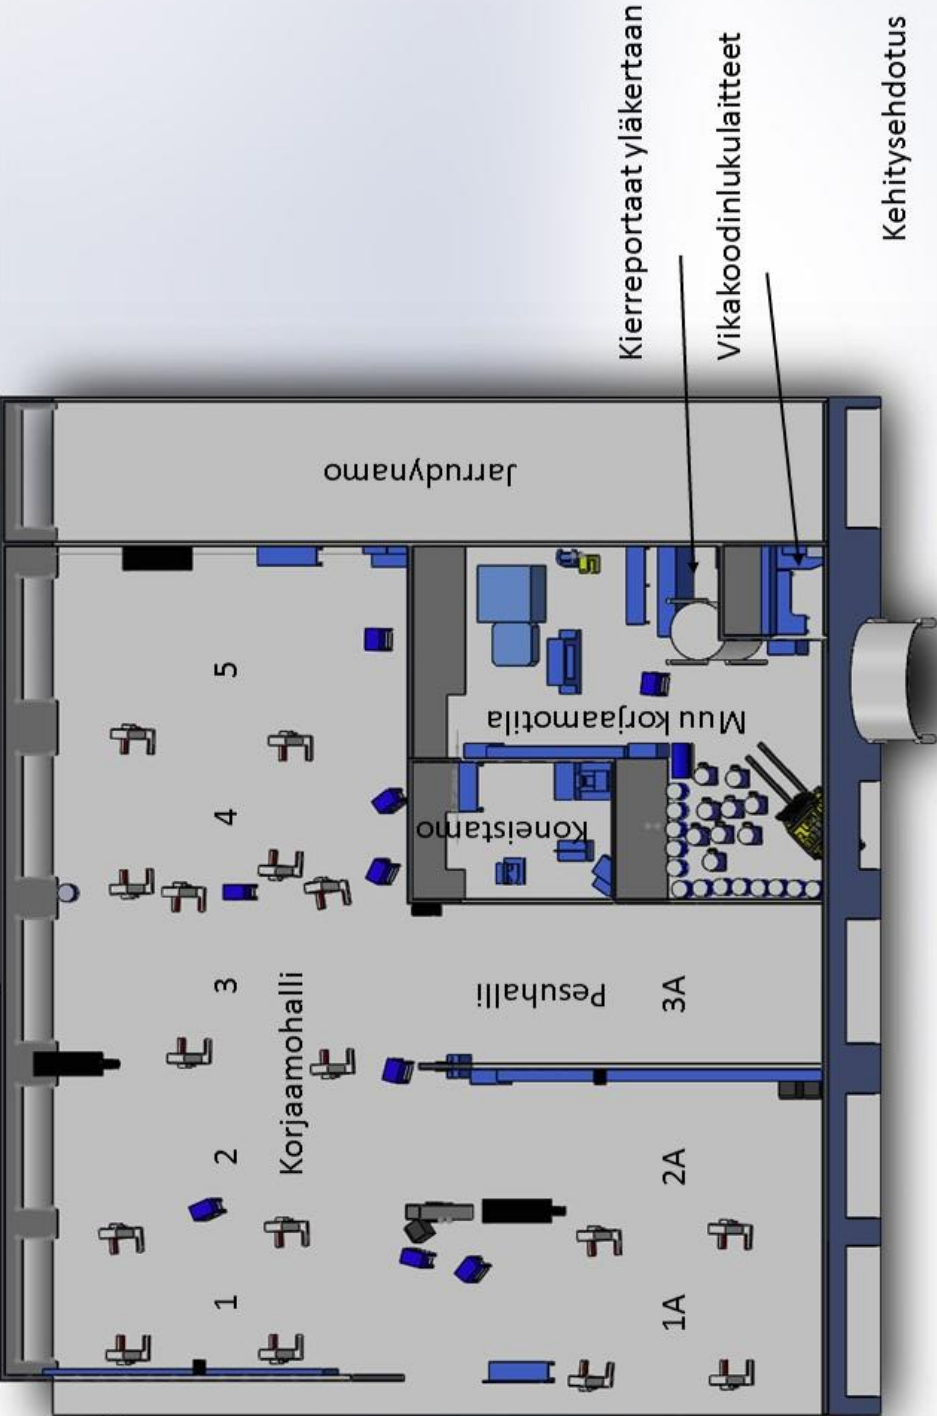 Kierreportaat yläkertaan
Vikakoodinlukulaitteet
Kehitysehdotus
Jarrudynamo
5
4
3
2
1
Korjaamohalli
Muu korjaamotila
Koneistamo
Pesuhalli
3A
2A
1A